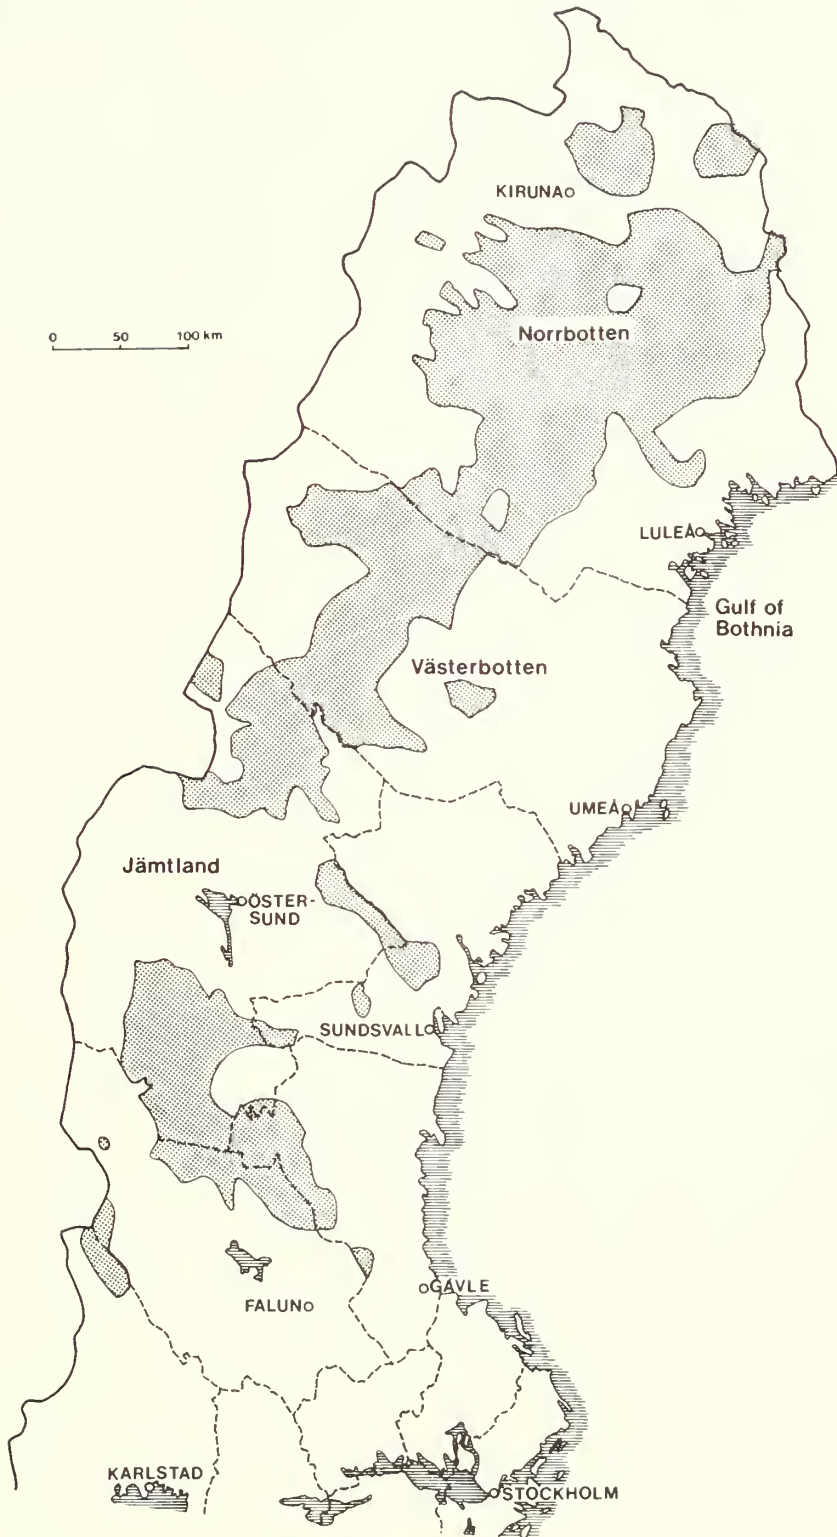 KIRUNA
0 50 100 km
Norrbotten
LULEÅ
Gulf of
Bothnia
Västerbotten
UMEÅ
Jämtland
ÖSTER-
SUND
SUNDSVALL
GÄVLE
FALUN
KARLSTAD
STOCKHOLM